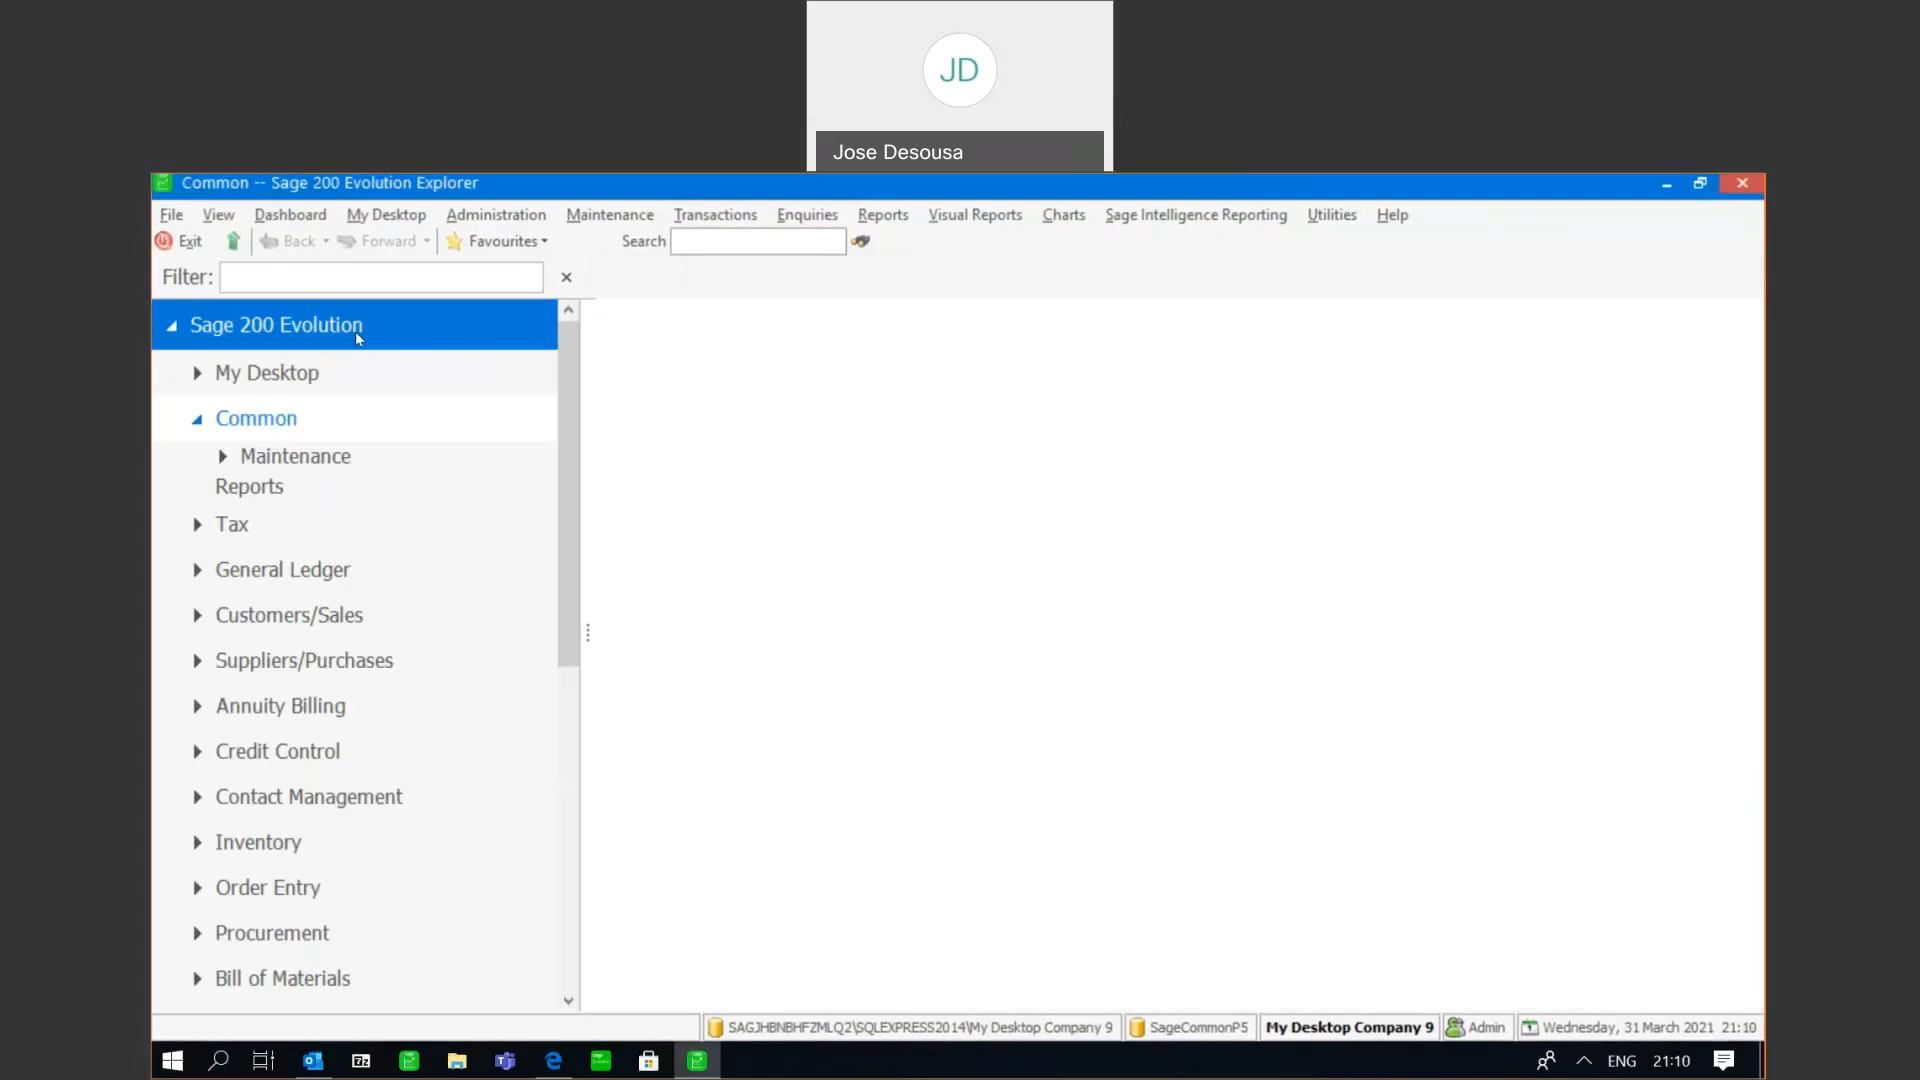 JD
Jose Desousa
Common -- Sage 200 Evolution Explorer
File View Dashboard My Desktop Administration Maintenance Transactions Enquiries Reports Visual Reports Charts Sage Intelligence Reporting Utilities Help
Exit Back Forward Favourites Search
Filter:
Sage 200 Evolution
My Desktop
Common
Maintenance
Reports
Tax
General Ledger
Customers/Sales
Suppliers/Purchases
Annuity Billing
Credit Control
Contact Management
Inventory
Order Entry
Procurement
Bill of Materials
SAGJHBNBHFZMLQ2\SQLEXPRESS2014\My Desktop Company 9 SageCommonP5 My Desktop Company 9 Admin Wednesday, 31 March 2021 21:10
ENG 21:10